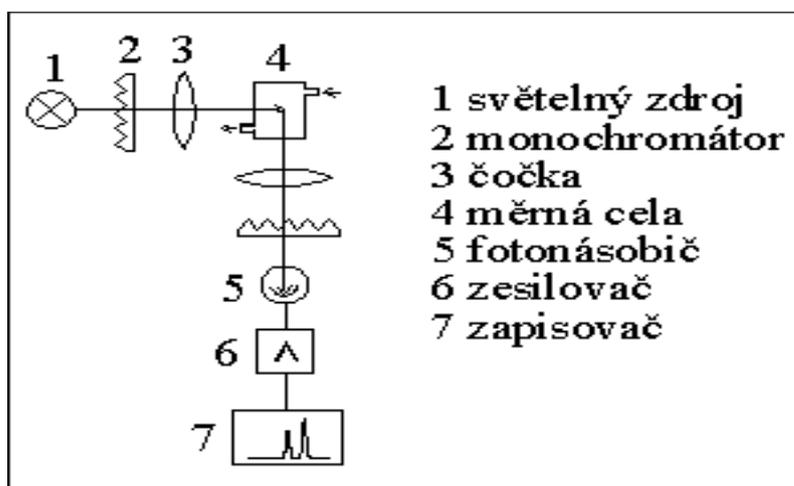 1
2
3
4
5
6
7
1 světelný zdroj
2 monochromátor
3 čočka
4 měrná cela
5 fotonásobič
6 zesilovač
7 zapisovač